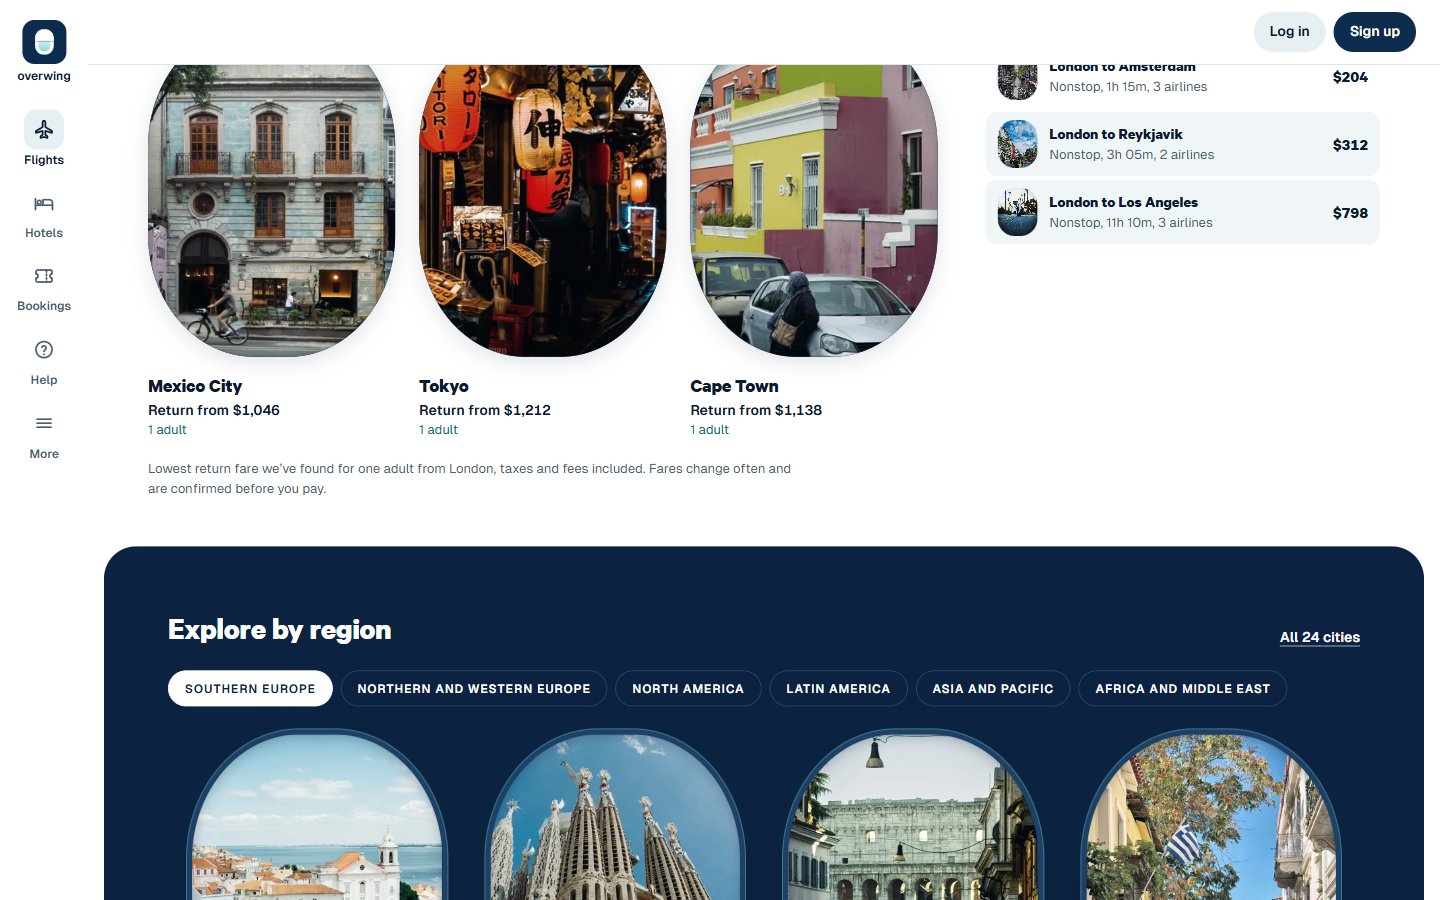 overwing
Flights
Hotels
Bookings
Help
More
Log in
Sign up
London to Amsterdam
Nonstop, 1h 15m, 3 airlines
$204
London to Reykjavik
Nonstop, 3h 05m, 2 airlines
$312
London to Los Angeles
Nonstop, 11h 10m, 3 airlines
$798
伸
Mexico City
Return from $1,046
1 adult
Tokyo
Return from $1,212
1 adult
Cape Town
Return from $1,138
1 adult
Lowest return fare we've found for one adult from London, taxes and fees included. Fares change often and
are confirmed before you pay.
Explore by region
All 24 cities
SOUTHERN EUROPE
NORTHERN AND WESTERN EUROPE
NORTH AMERICA
LATIN AMERICA
ASIA AND PACIFIC
AFRICA AND MIDDLE EAST